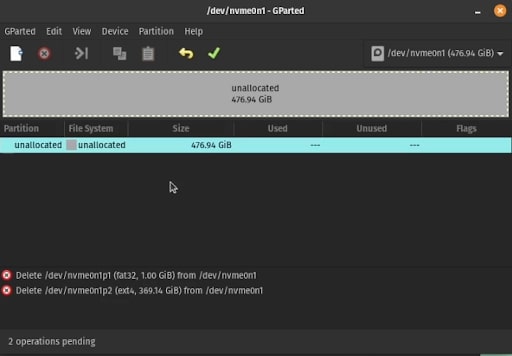 /dev/nvme0n1 - GParted
GParted Edit View Device Partition Help
/dev/nvme0n1 (476.94 GiB)
unallocated
476.94 GiB
Partition File System Size Used Unused Flags
unallocated unallocated 476.94 GiB --- ---
Delete /dev/nvme0n1p1 (fat32, 1.00 GiB) from /dev/nvme0n1
Delete /dev/nvme0n1p2 (ext4, 369.14 GiB) from /dev/nvme0n1
2 operations pending